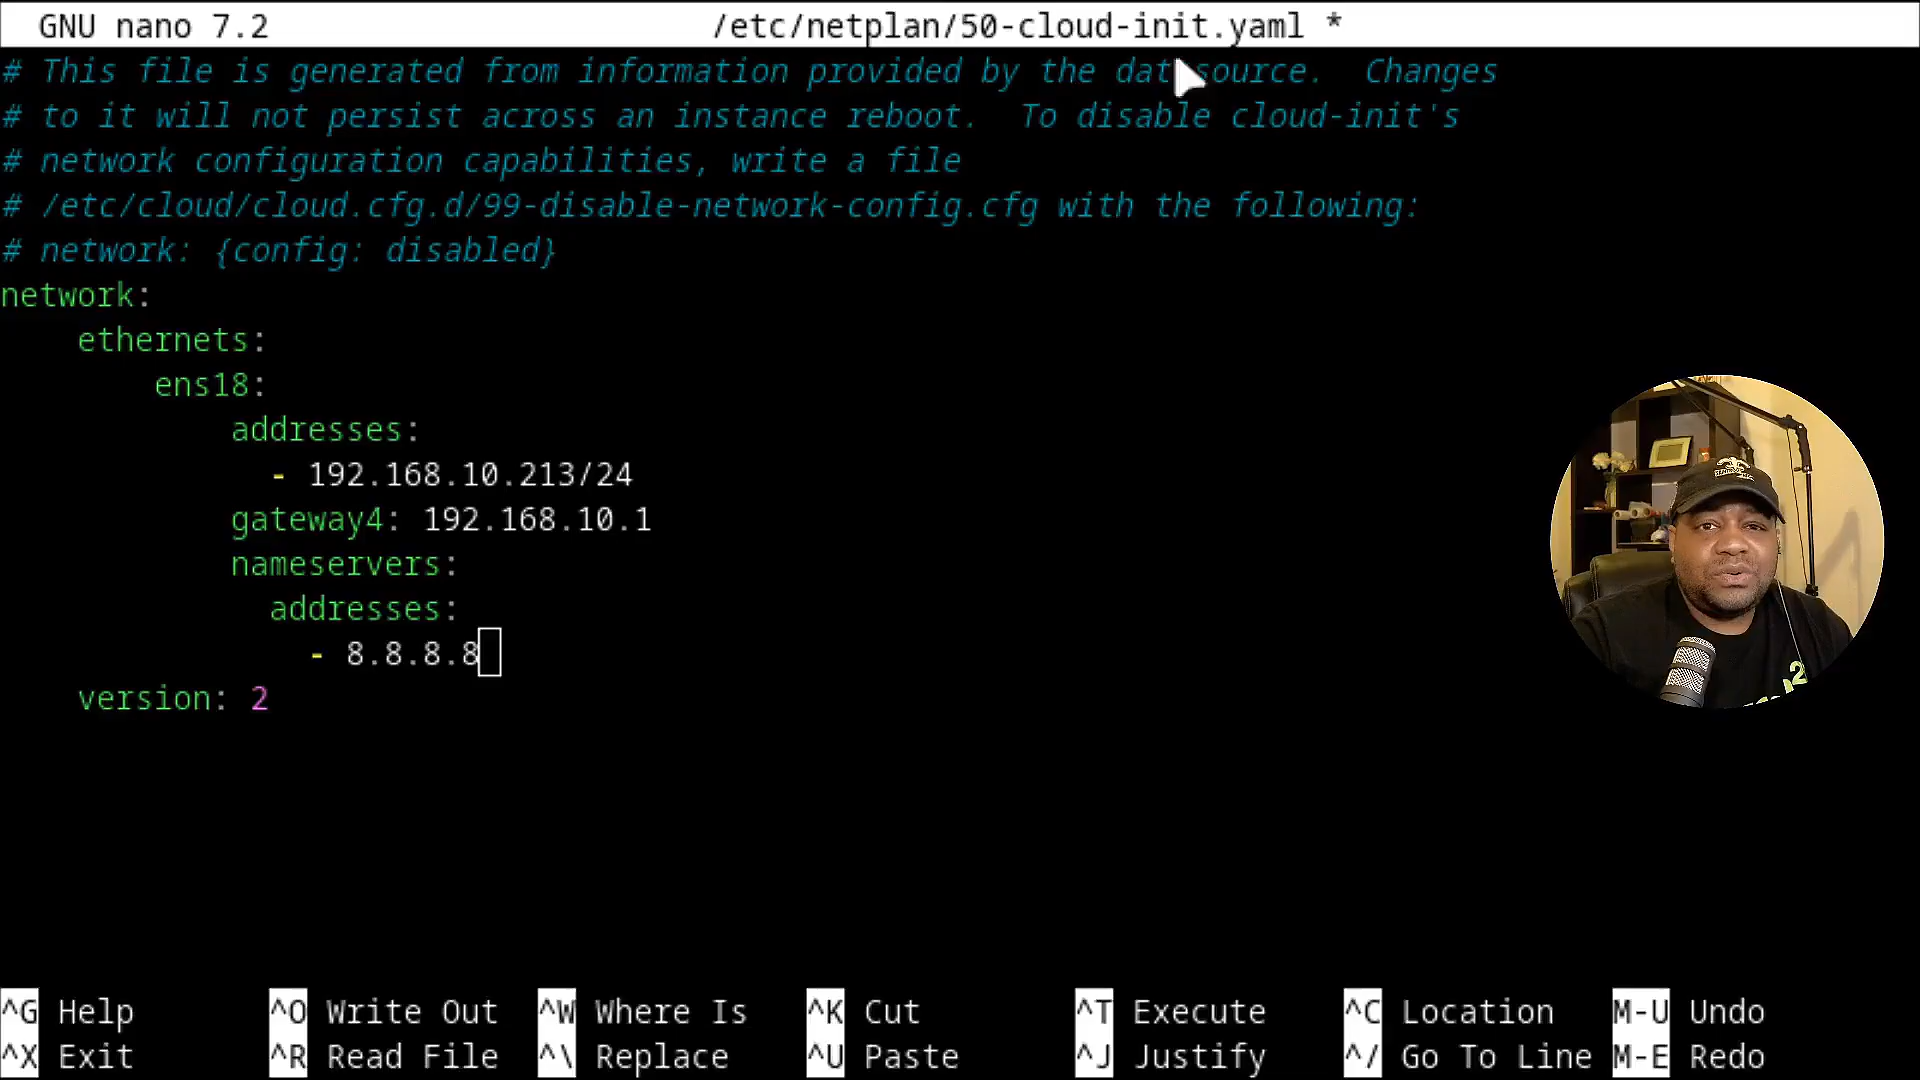 GNU nano 7.2 /etc/netplan/50-cloud-init.yaml *
# This file is generated from information provided by the datasource.  Changes
# to it will not persist across an instance reboot.  To disable cloud-init's
# network configuration capabilities, write a file
# /etc/cloud/cloud.cfg.d/99-disable-network-config.cfg with the following:
# network: {config: disabled}
network:
    ethernets:
        ens18:
            addresses:
              - 192.168.10.213/24
            gateway4: 192.168.10.1
            nameservers:
              addresses:
                - 8.8.8.8
    version: 2
^G Help ^O Write Out ^W Where Is ^K Cut ^T Execute ^C Location M-U Undo
^X Exit ^R Read File ^\ Replace ^U Paste ^J Justify ^/ Go To Line M-E Redo